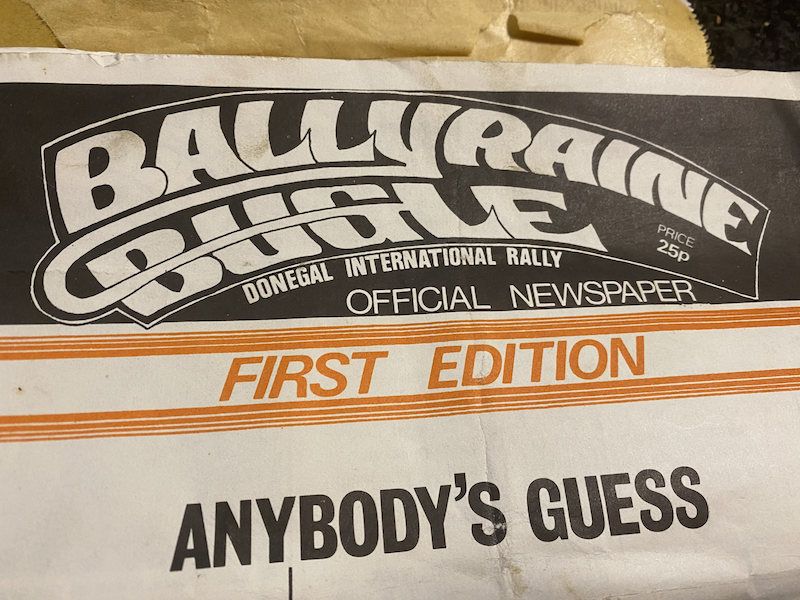 BALLYRAINE
BUGLE
PRICE
25p
DONEGAL INTERNATIONAL RALLY
OFFICIAL NEWSPAPER
FIRST EDITION
ANYBODY'S GUESS